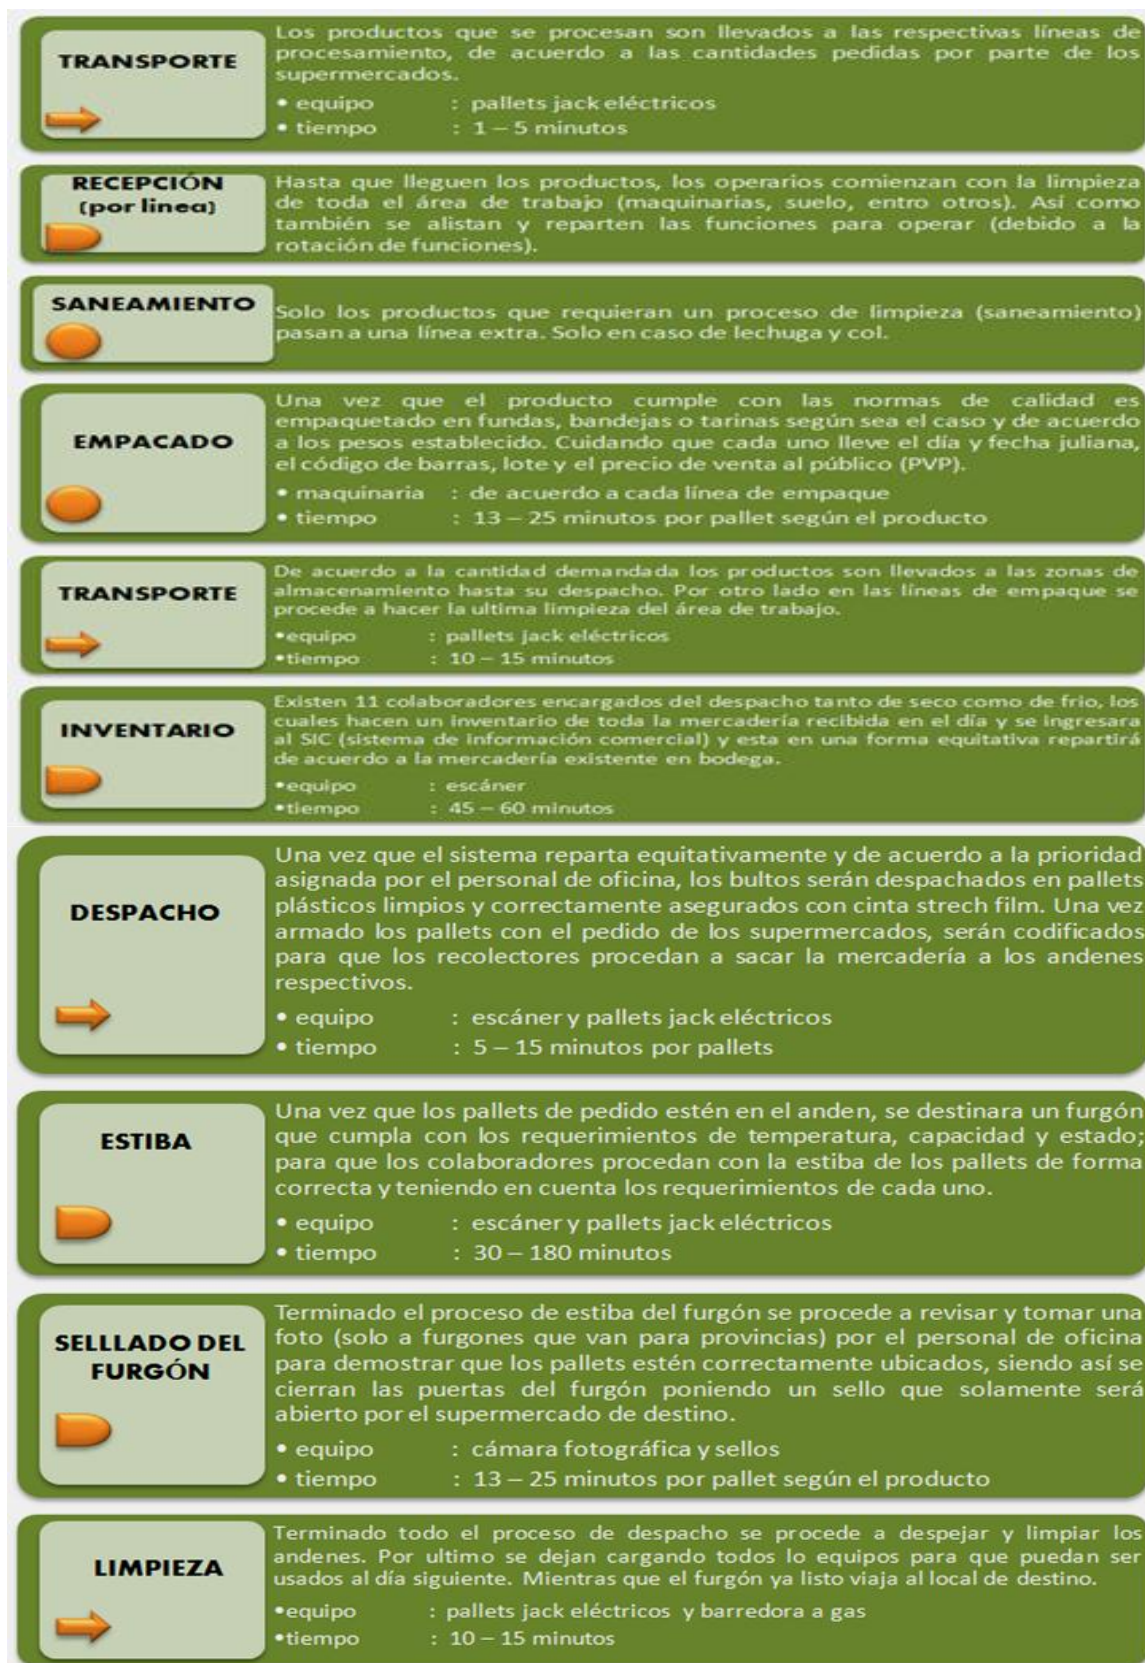 TRANSPORTE
Los productos que se procesan son llevados a las respectivas líneas de
procesamiento, de acuerdo a las cantidades pedidas por parte de los
supermercados.
• equipo : pallets jack eléctricos
• tiempo : 1 – 5 minutos
RECEPCIÓN
(por linea)
Hasta que lleguen los productos, los operarios comienzan con la limpieza
de toda el área de trabajo (maquinarias, suelo, entro otros). Así como
también se alistan y reparten las funciones para operar (debido a la
rotación de funciones).
SANEAMIENTO
Solo los productos que requieran un proceso de limpieza (saneamiento)
pasan a una línea extra. Solo en caso de lechuga y col.
EMPACADO
Una vez que el producto cumple con las normas de calidad es
empaquetado en fundas, bandejas o tarinas según sea el caso y de acuerdo
a los pesos establecido. Cuidando que cada uno lleve el día y fecha juliana,
el código de barras, lote y el precio de venta al público (PVP).
• maquinaria : de acuerdo a cada línea de empaque
• tiempo : 13 – 25 minutos por pallet según el producto
TRANSPORTE
De acuerdo a la cantidad demandada los productos son llevados a las zonas de
almacenamiento hasta su despacho. Por otro lado en las líneas de empaque se
procede a hacer la ultima limpieza del área de trabajo.
•equipo : pallets jack eléctricos
•tiempo : 10 – 15 minutos
INVENTARIO
Existen 11 colaboradores encargados del despacho tanto de seco como de frio, los
cuales hacen un inventario de toda la mercadería recibida en el día y se ingresara
al SIC (sistema de información comercial) y esta en una forma equitativa repartirá
de acuerdo a la mercadería existente en bodega.
•equipo : escáner
•tiempo : 45 – 60 minutos
DESPACHO
Una vez que el sistema reparta equitativamente y de acuerdo a la prioridad
asignada por el personal de oficina, los bultos serán despachados en pallets
plásticos limpios y correctamente asegurados con cinta strech film. Una vez
armado los pallets con el pedido de los supermercados, serán codificados
para que los recolectores procedan a sacar la mercadería a los andenes
respectivos.
• equipo : escáner y pallets jack eléctricos
• tiempo : 5 – 15 minutos por pallets
ESTIBA
Una vez que los pallets de pedido estén en el anden, se destinara un furgón
que cumpla con los requerimientos de temperatura, capacidad y estado;
para que los colaboradores procedan con la estiba de los pallets de forma
correcta y teniendo en cuenta los requerimientos de cada uno.
• equipo : escáner y pallets jack eléctricos
• tiempo : 30 – 180 minutos
SELLLADO DEL
FURGÓN
Terminado el proceso de estiba del furgón se procede a revisar y tomar una
foto (solo a furgones que van para provincias) por el personal de oficina
para demostrar que los pallets estén correctamente ubicados, siendo así se
cierran las puertas del furgón poniendo un sello que solamente será
abierto por el supermercado de destino.
• equipo : cámara fotográfica y sellos
• tiempo : 13 – 25 minutos por pallet según el producto
LIMPIEZA
Terminado todo el proceso de despacho se procede a despejar y limpiar los
andenes. Por ultimo se dejan cargando todos lo equipos para que puedan ser
usados al día siguiente. Mientras que el furgón ya listo viaja al local de destino.
•equipo : pallets jack eléctricos y barredora a gas
•tiempo : 10 – 15 minutos